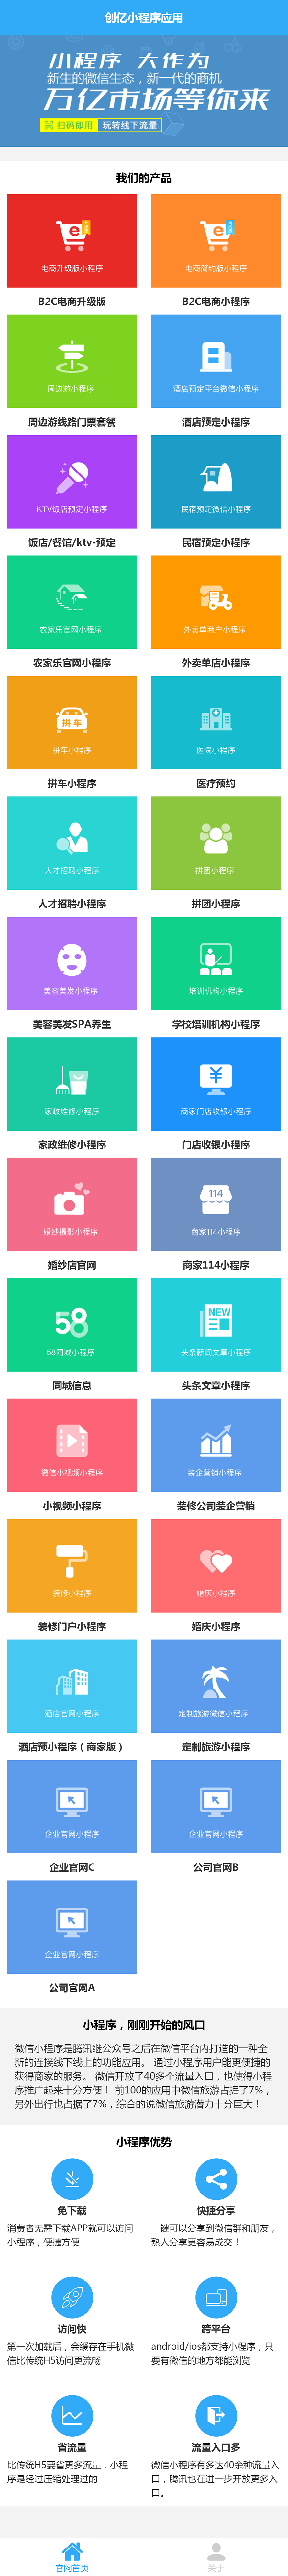 创亿小程序应用
小程序 大作为
新生的微信生态，新一代的商机
万亿市场等你来
扫码即用 玩转线下流量
我们的产品
电商升级版小程序
电商简约版小程序
B2C电商升级版
B2C电商小程序
周边游小程序
酒店预定平台微信小程序
周边游线路门票套餐
酒店预定小程序
KTV饭店预定小程序
民宿预定微信小程序
饭店/餐馆/ktv-预定
民宿预定小程序
农家乐官网小程序
外卖单商户小程序
农家乐官网小程序
外卖单店小程序
拼车
拼车小程序
医院小程序
拼车小程序
医疗预约
人才招聘小程序
拼团小程序
人才招聘小程序
拼团小程序
美容美发小程序
培训机构小程序
美容美发SPA养生
学校培训机构小程序
家政维修小程序
商家门店收银小程序
家政维修小程序
门店收银小程序
114
婚纱摄影小程序
商家114小程序
婚纱店官网
商家114小程序
58
NEW
58同城小程序
头条新闻文章小程序
同城信息
头条文章小程序
微信小视频小程序
装企营销小程序
小视频小程序
装修公司装企营销
装修小程序
婚庆小程序
装修门户小程序
婚庆小程序
酒店官网小程序
定制旅游微信小程序
酒店预小程序（商家版）
定制旅游小程序
企业官网小程序
企业官网小程序
企业官网C
公司官网B
企业官网小程序
公司官网A
小程序，刚刚开始的风口
微信小程序是腾讯继公众号之后在微信平台内打造的一种全
新的连接线下线上的功能应用。 通过小程序用户能更便捷的
获得商家的服务。 微信开放了40多个流量入口，也使得小程
序推广起来十分方便！ 前100的应用中微信旅游占据了7%，
另外出行也占据了7%，综合的说微信旅游潜力十分巨大！
小程序优势
免下载
快捷分享
消费者无需下载APP就可以访问
小程序，便捷方便
一键可以分享到微信群和朋友，
熟人分享更容易成交！
访问快
跨平台
第一次加载后，会缓存在手机微
信比传统H5访问更流畅
android/ios都支持小程序，只
要有微信的地方都能浏览
省流量
流量入口多
比传统H5要省更多流量，小程
序是经过压缩处理过的
微信小程序有多达40余种流量入
口，腾讯也在进一步开放更多入
口。
官网首页
关于